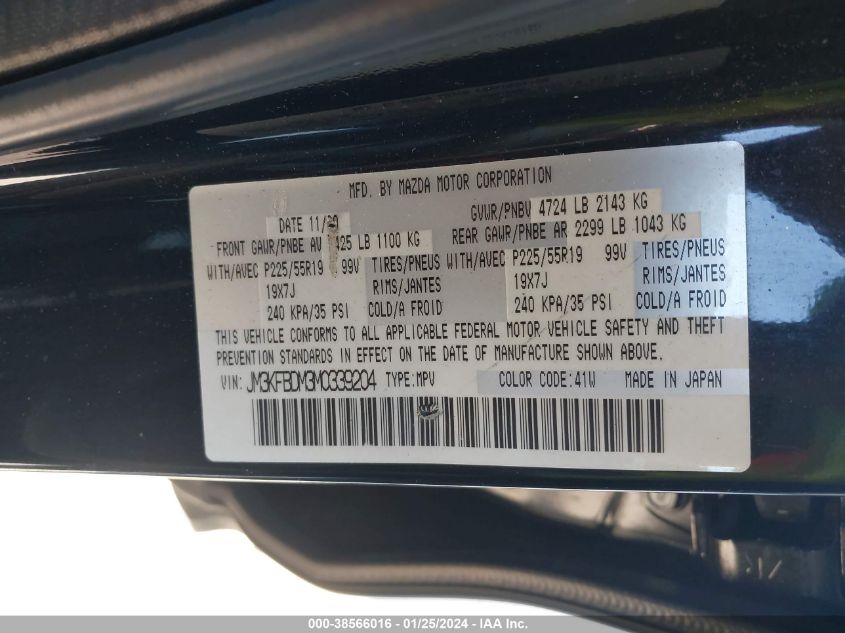 MFD. BY MAZDA MOTOR CORPORATION
DATE 11/20 GVWR/PNBV 4724 LB 2143 KG
FRONT GAWR/PNBE AV 425 LB 1100 KG REAR GAWR/PNBE AR 2299 LB 1043 KG
WITH/AVEC P225/55R19 99V TIRES/PNEUS WITH/AVEC P225/55R19 99V TIRES/PNEUS
19X7J RIMS/JANTES 19X7J RIMS/JANTES
240 KPA/35 PSI COLD/A FROID 240 KPA/35 PSI COLD/A FROID
THIS VEHICLE CONFORMS TO ALL APPLICABLE FEDERAL MOTOR VEHICLE SAFETY AND THEFT
PREVENTION STANDARDS IN EFFECT ON THE DATE OF MANUFACTURE SHOWN ABOVE.
VIN: JM3KFBDM3M0339204 TYPE:MPV COLOR CODE:41W MADE IN JAPAN
000-38566016 - 01/25/2024 - IAA Inc.